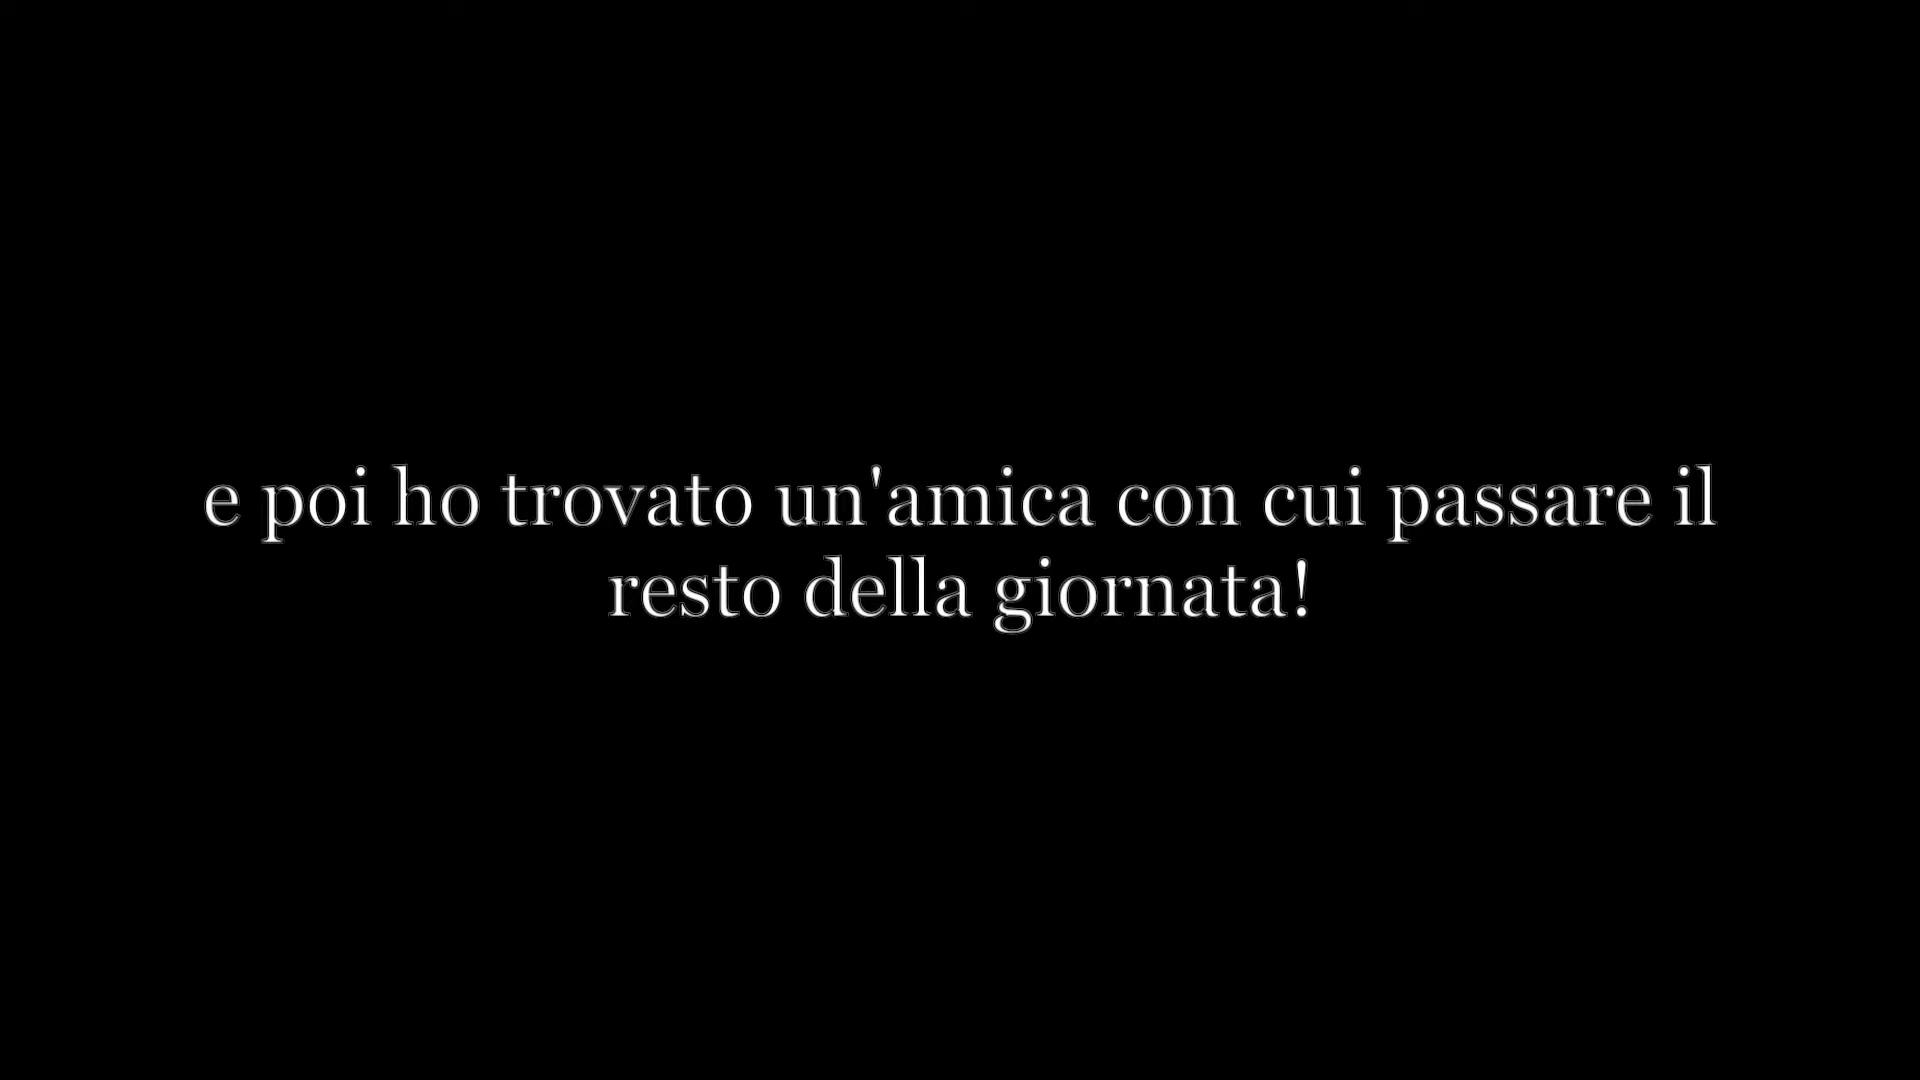 e poi ho trovato un'amica con cui passare il
resto della giornata!